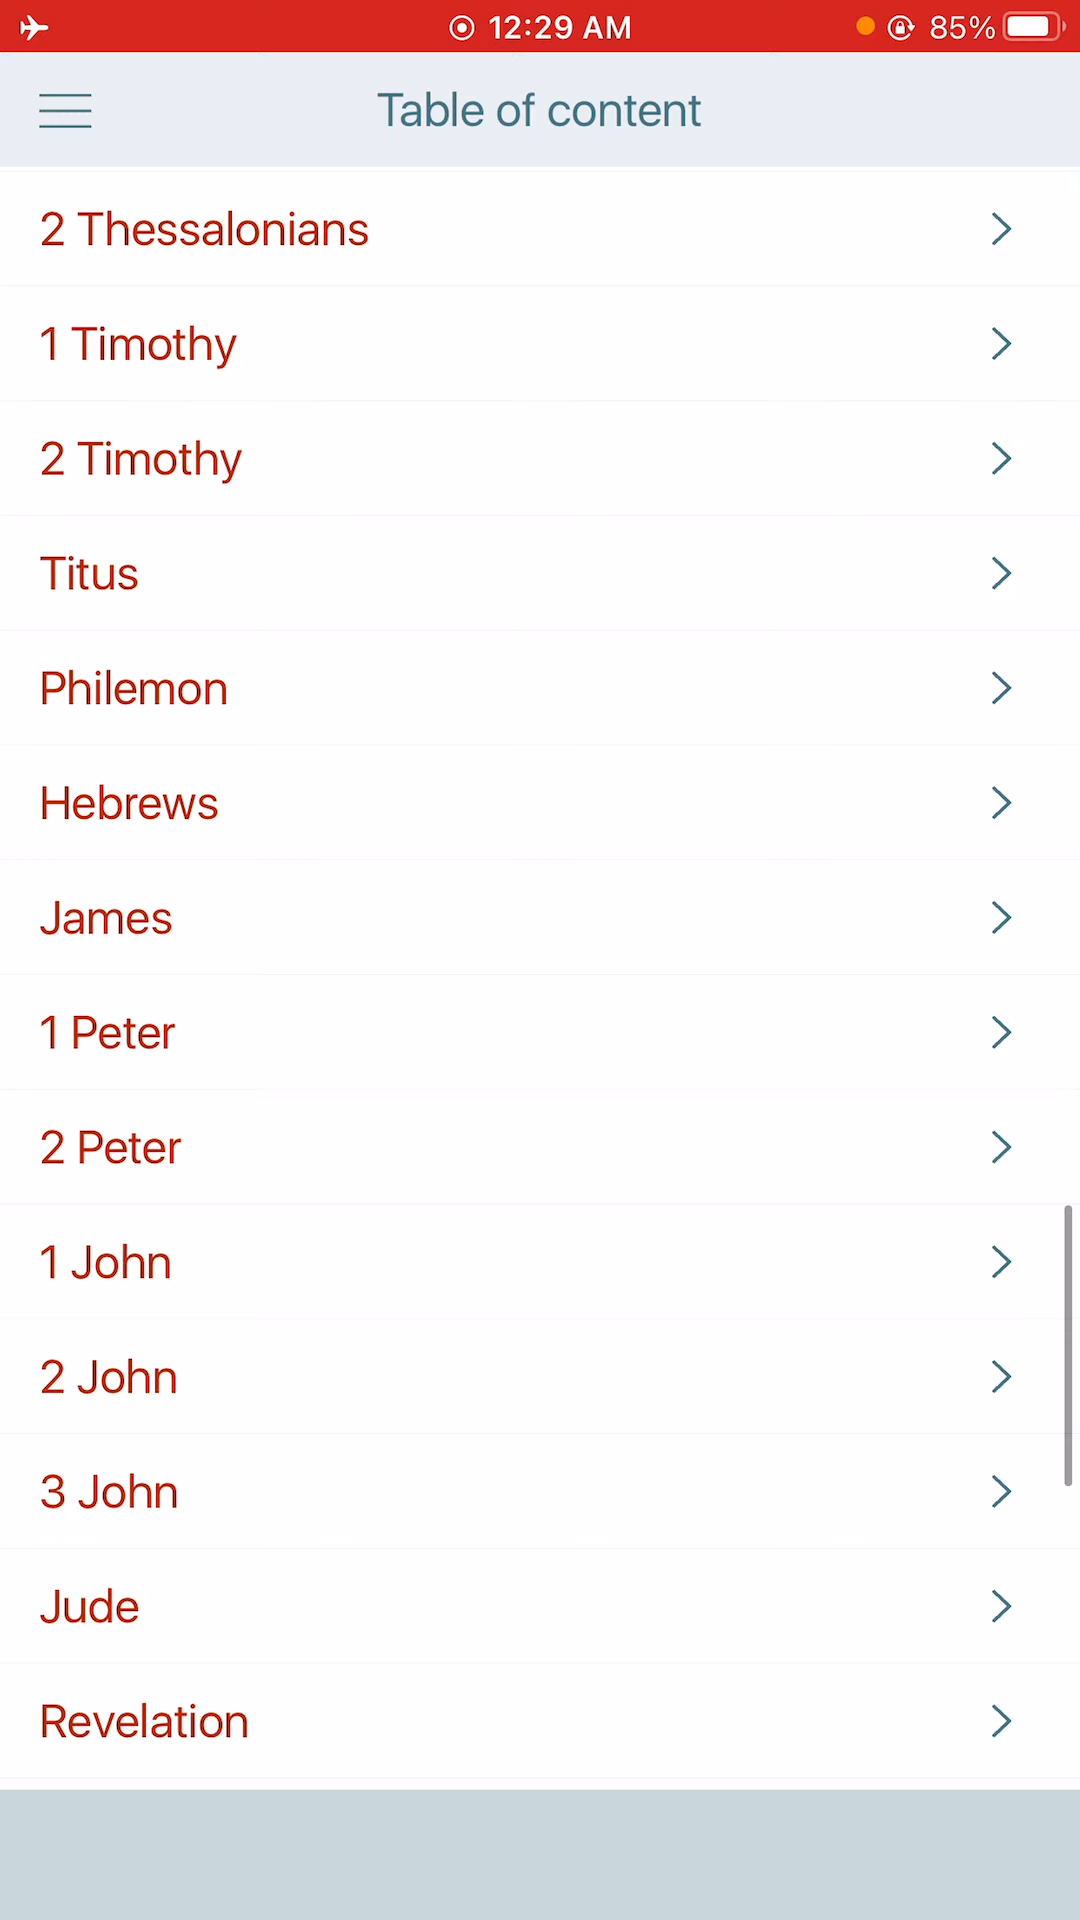 12:29 AM 85%
Table of content
2 Thessalonians
1 Timothy
2 Timothy
Titus
Philemon
Hebrews
James
1 Peter
2 Peter
1 John
2 John
3 John
Jude
Revelation